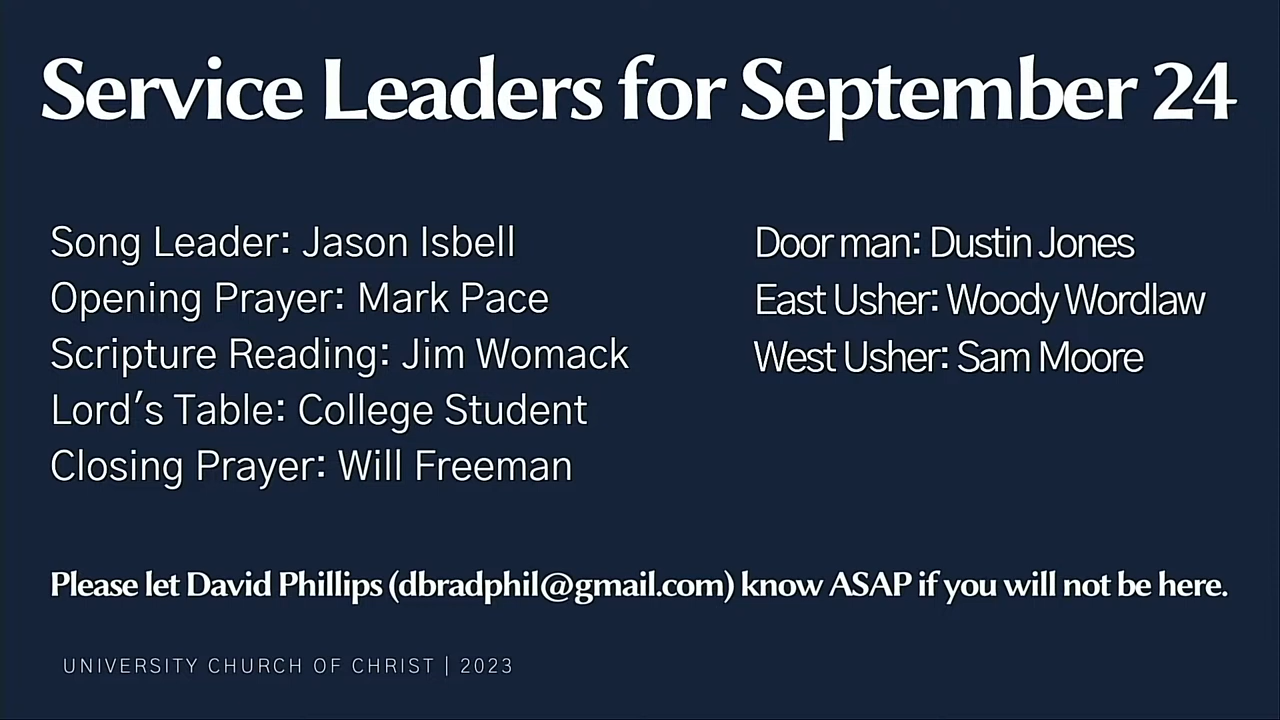 Service Leaders for September 24
Song Leader: Jason Isbell
Opening Prayer: Mark Pace
Scripture Reading: Jim Womack
Lord's Table: College Student
Closing Prayer: Will Freeman
Door man: Dustin Jones
East Usher: Woody Wordlaw
West Usher: Sam Moore
Please let David Phillips (dbradphil@gmail.com) know ASAP if you will not be here.
UNIVERSITY CHURCH OF CHRIST | 2023